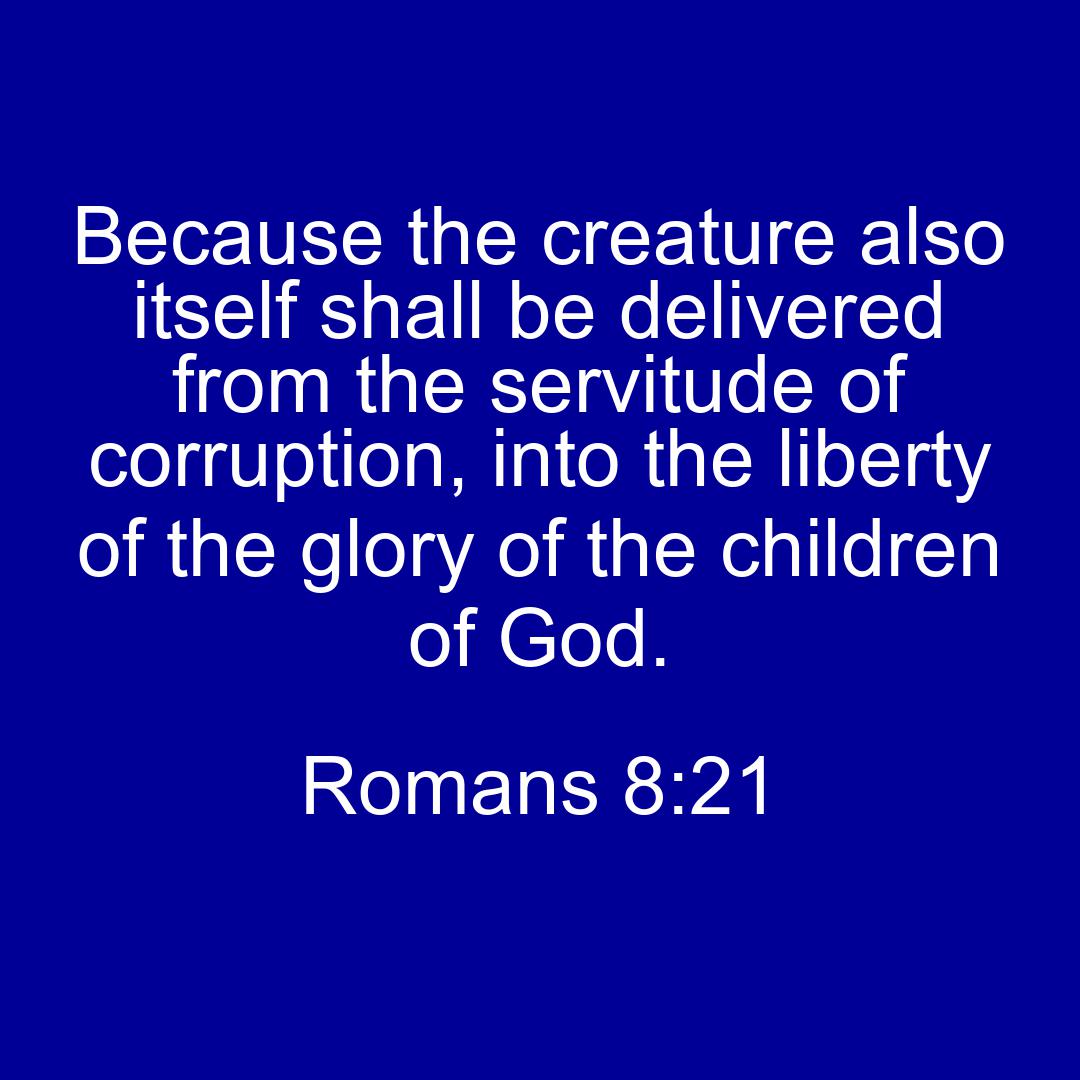 Because the creature also
itself shall be delivered
from the servitude of
corruption, into the liberty
of the glory of the children
of God.
Romans 8:21